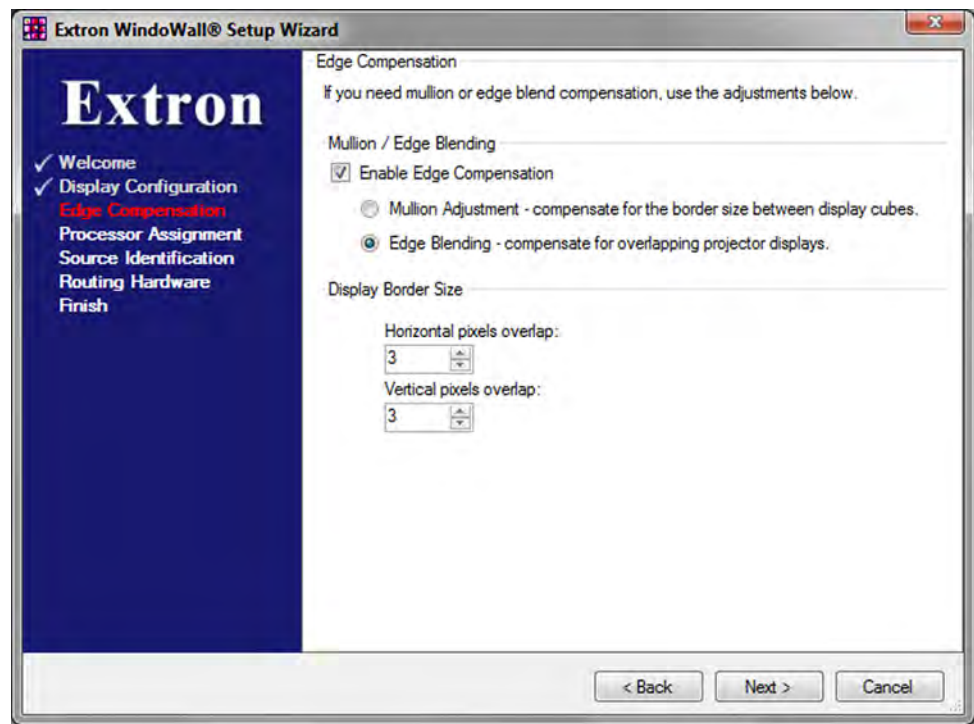 Extron WindoWall® Setup Wizard
Extron
Welcome
Display Configuration
Edge Compensation
Processor Assignment
Source Identification
Routing Hardware
Finish
Edge Compensation
If you need mullion or edge blend compensation, use the adjustments below.
Mullion / Edge Blending
Enable Edge Compensation
Mullion Adjustment - compensate for the border size between display cubes.
Edge Blending - compensate for overlapping projector displays.
Display Border Size
Horizontal pixels overlap:
3
Vertical pixels overlap:
3
< Back
Next >
Cancel